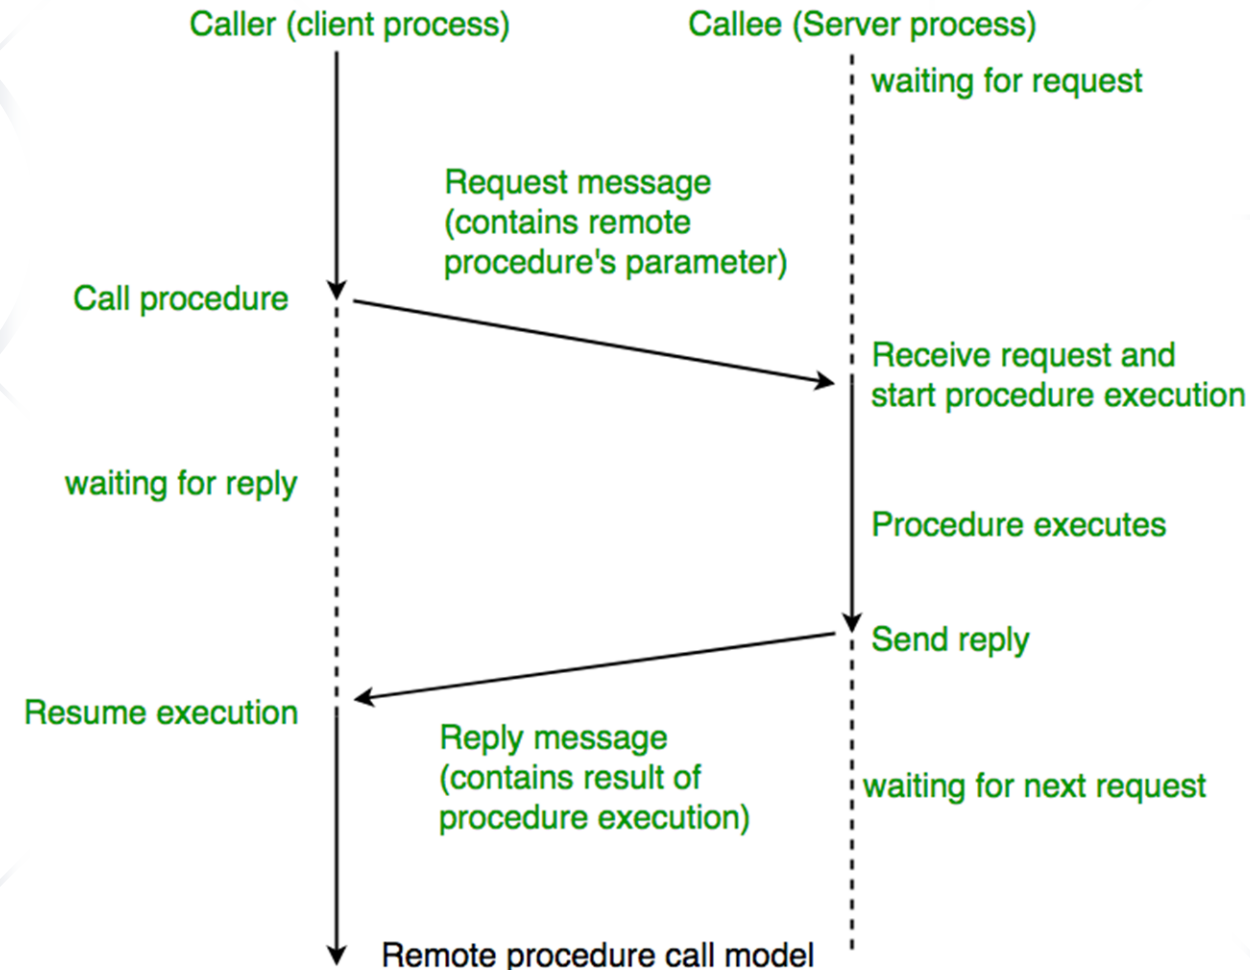 Caller (client process)
Callee (Server process)
waiting for request
Request message
(contains remote
procedure's parameter)
Call procedure
Receive request and
start procedure execution
waiting for reply
Procedure executes
Send reply
Resume execution
Reply message
(contains result of
procedure execution)
waiting for next request
Remote procedure call model